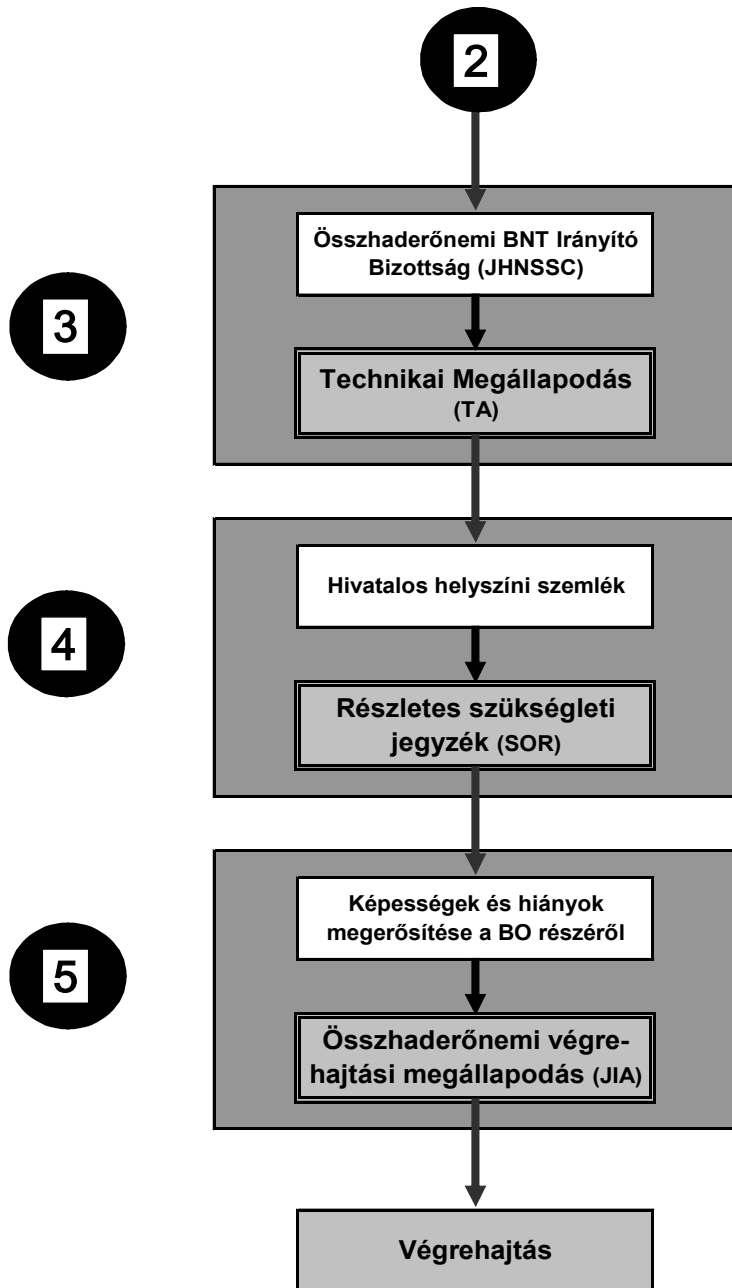 2
Összhaderőnemi BNT Irányító
Bizottság (JHNSSC)
3
Technikai Megállapodás
(TA)
Hivatalos helyszíni szemlék
4
Részletes szükségleti
jegyzék (SOR)
Képességek és hiányok
megerősítése a BO részéről
5
Összhaderőnemi végre-
hajtási megállapodás (JIA)
Végrehajtás